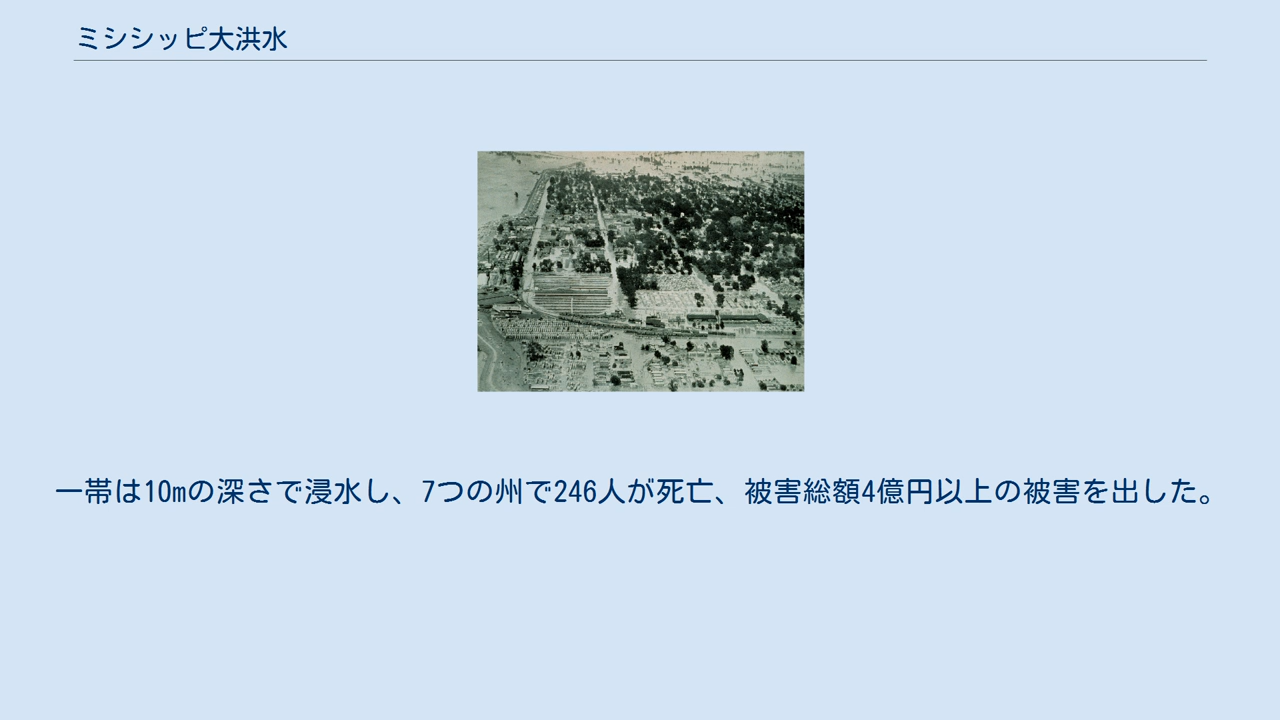 ミシシッピ大洪水
一帯は10mの深さで浸水し、7つの州で246人が死亡、被害総額4億円以上の被害を出した。